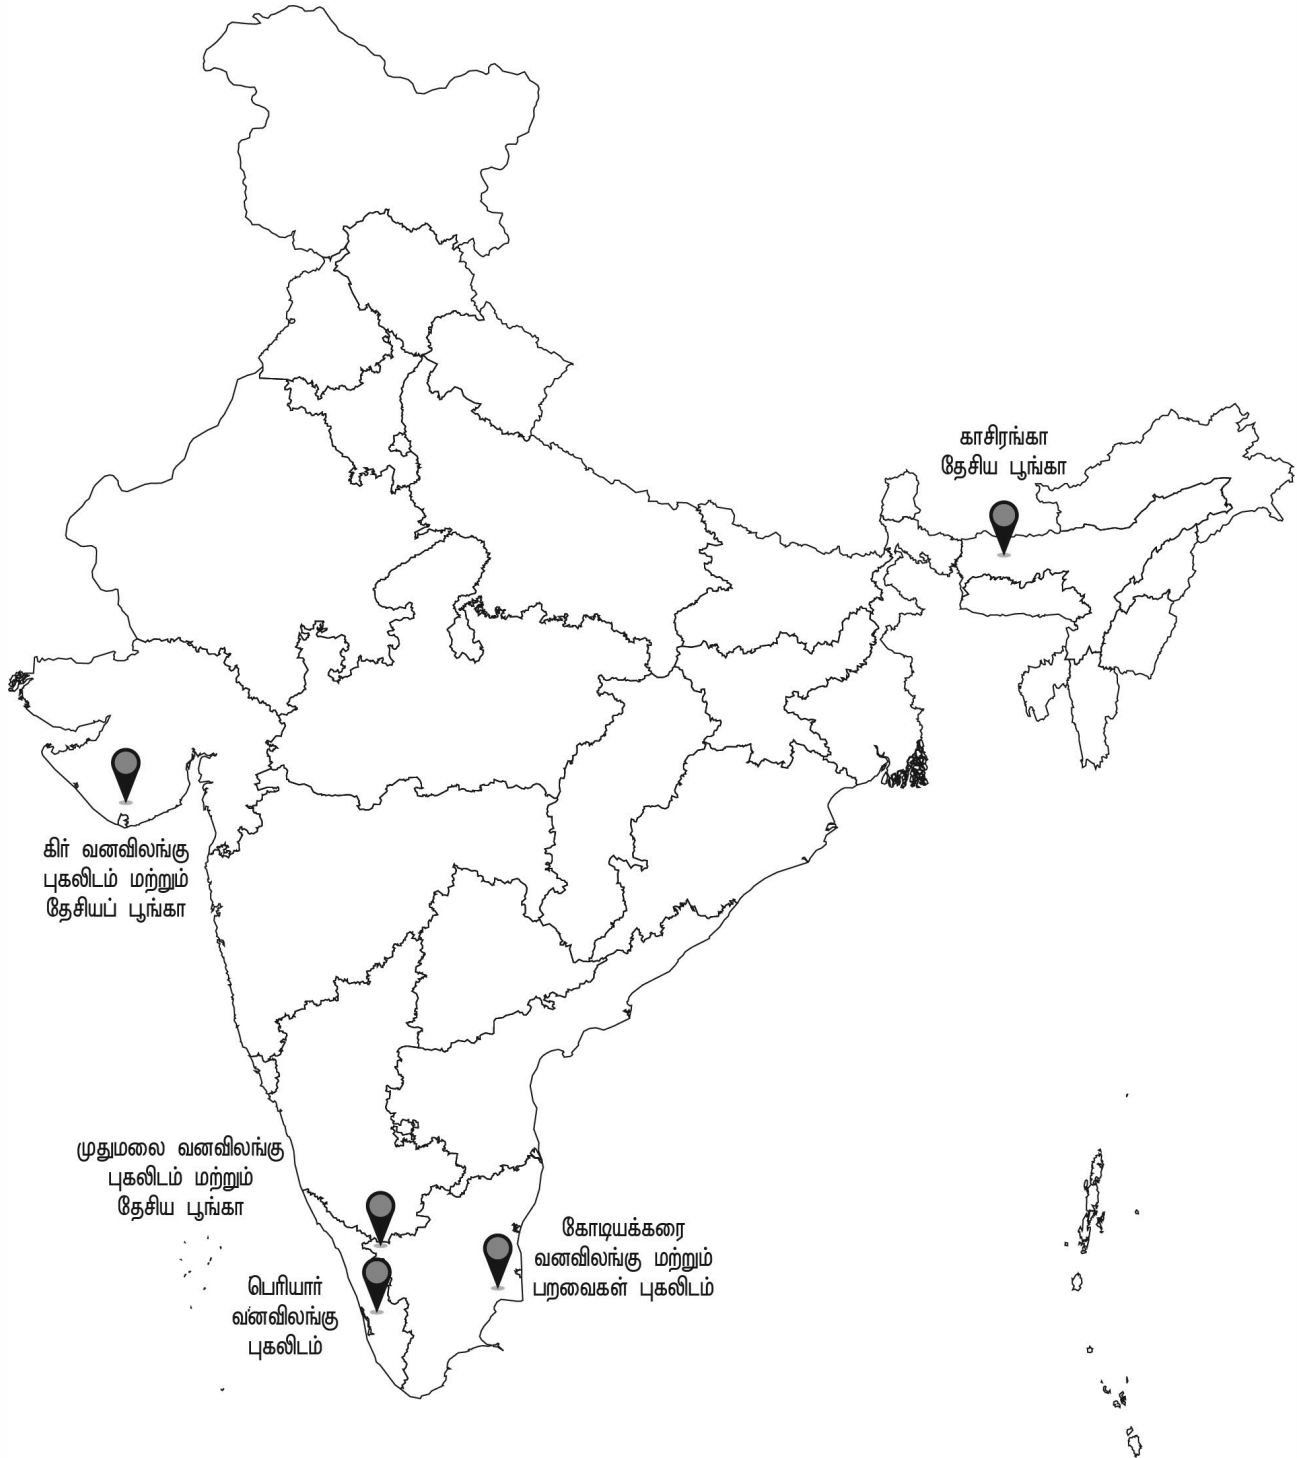 காசிரங்கா
தேசிய பூங்கா
கிர் வனவிலங்கு
புகலிடம் மற்றும்
தேசியப் பூங்கா
முதுமலை வனவிலங்கு
புகலிடம் மற்றும்
தேசிய பூங்கா
கோடியக்கரை
வனவிலங்கு மற்றும்
பறவைகள் புகலிடம்
பெரியார்
வனவிலங்கு
புகலிடம்